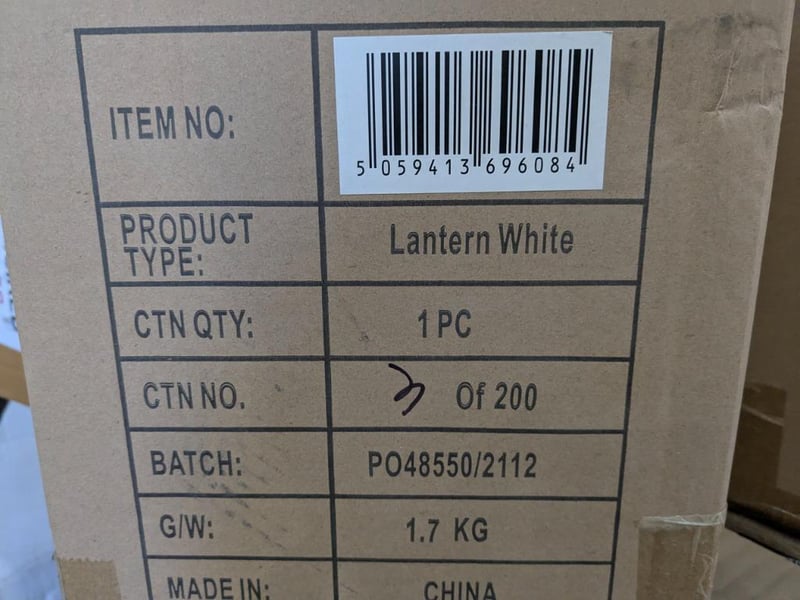 ITEM NO:
5 059413 696084
PRODUCT TYPE:
Lantern White
CTN QTY:
1 PC
CTN NO.
3 Of 200
BATCH:
PO48550/2112
G/W:
1.7 KG
MADE IN:
CHINA